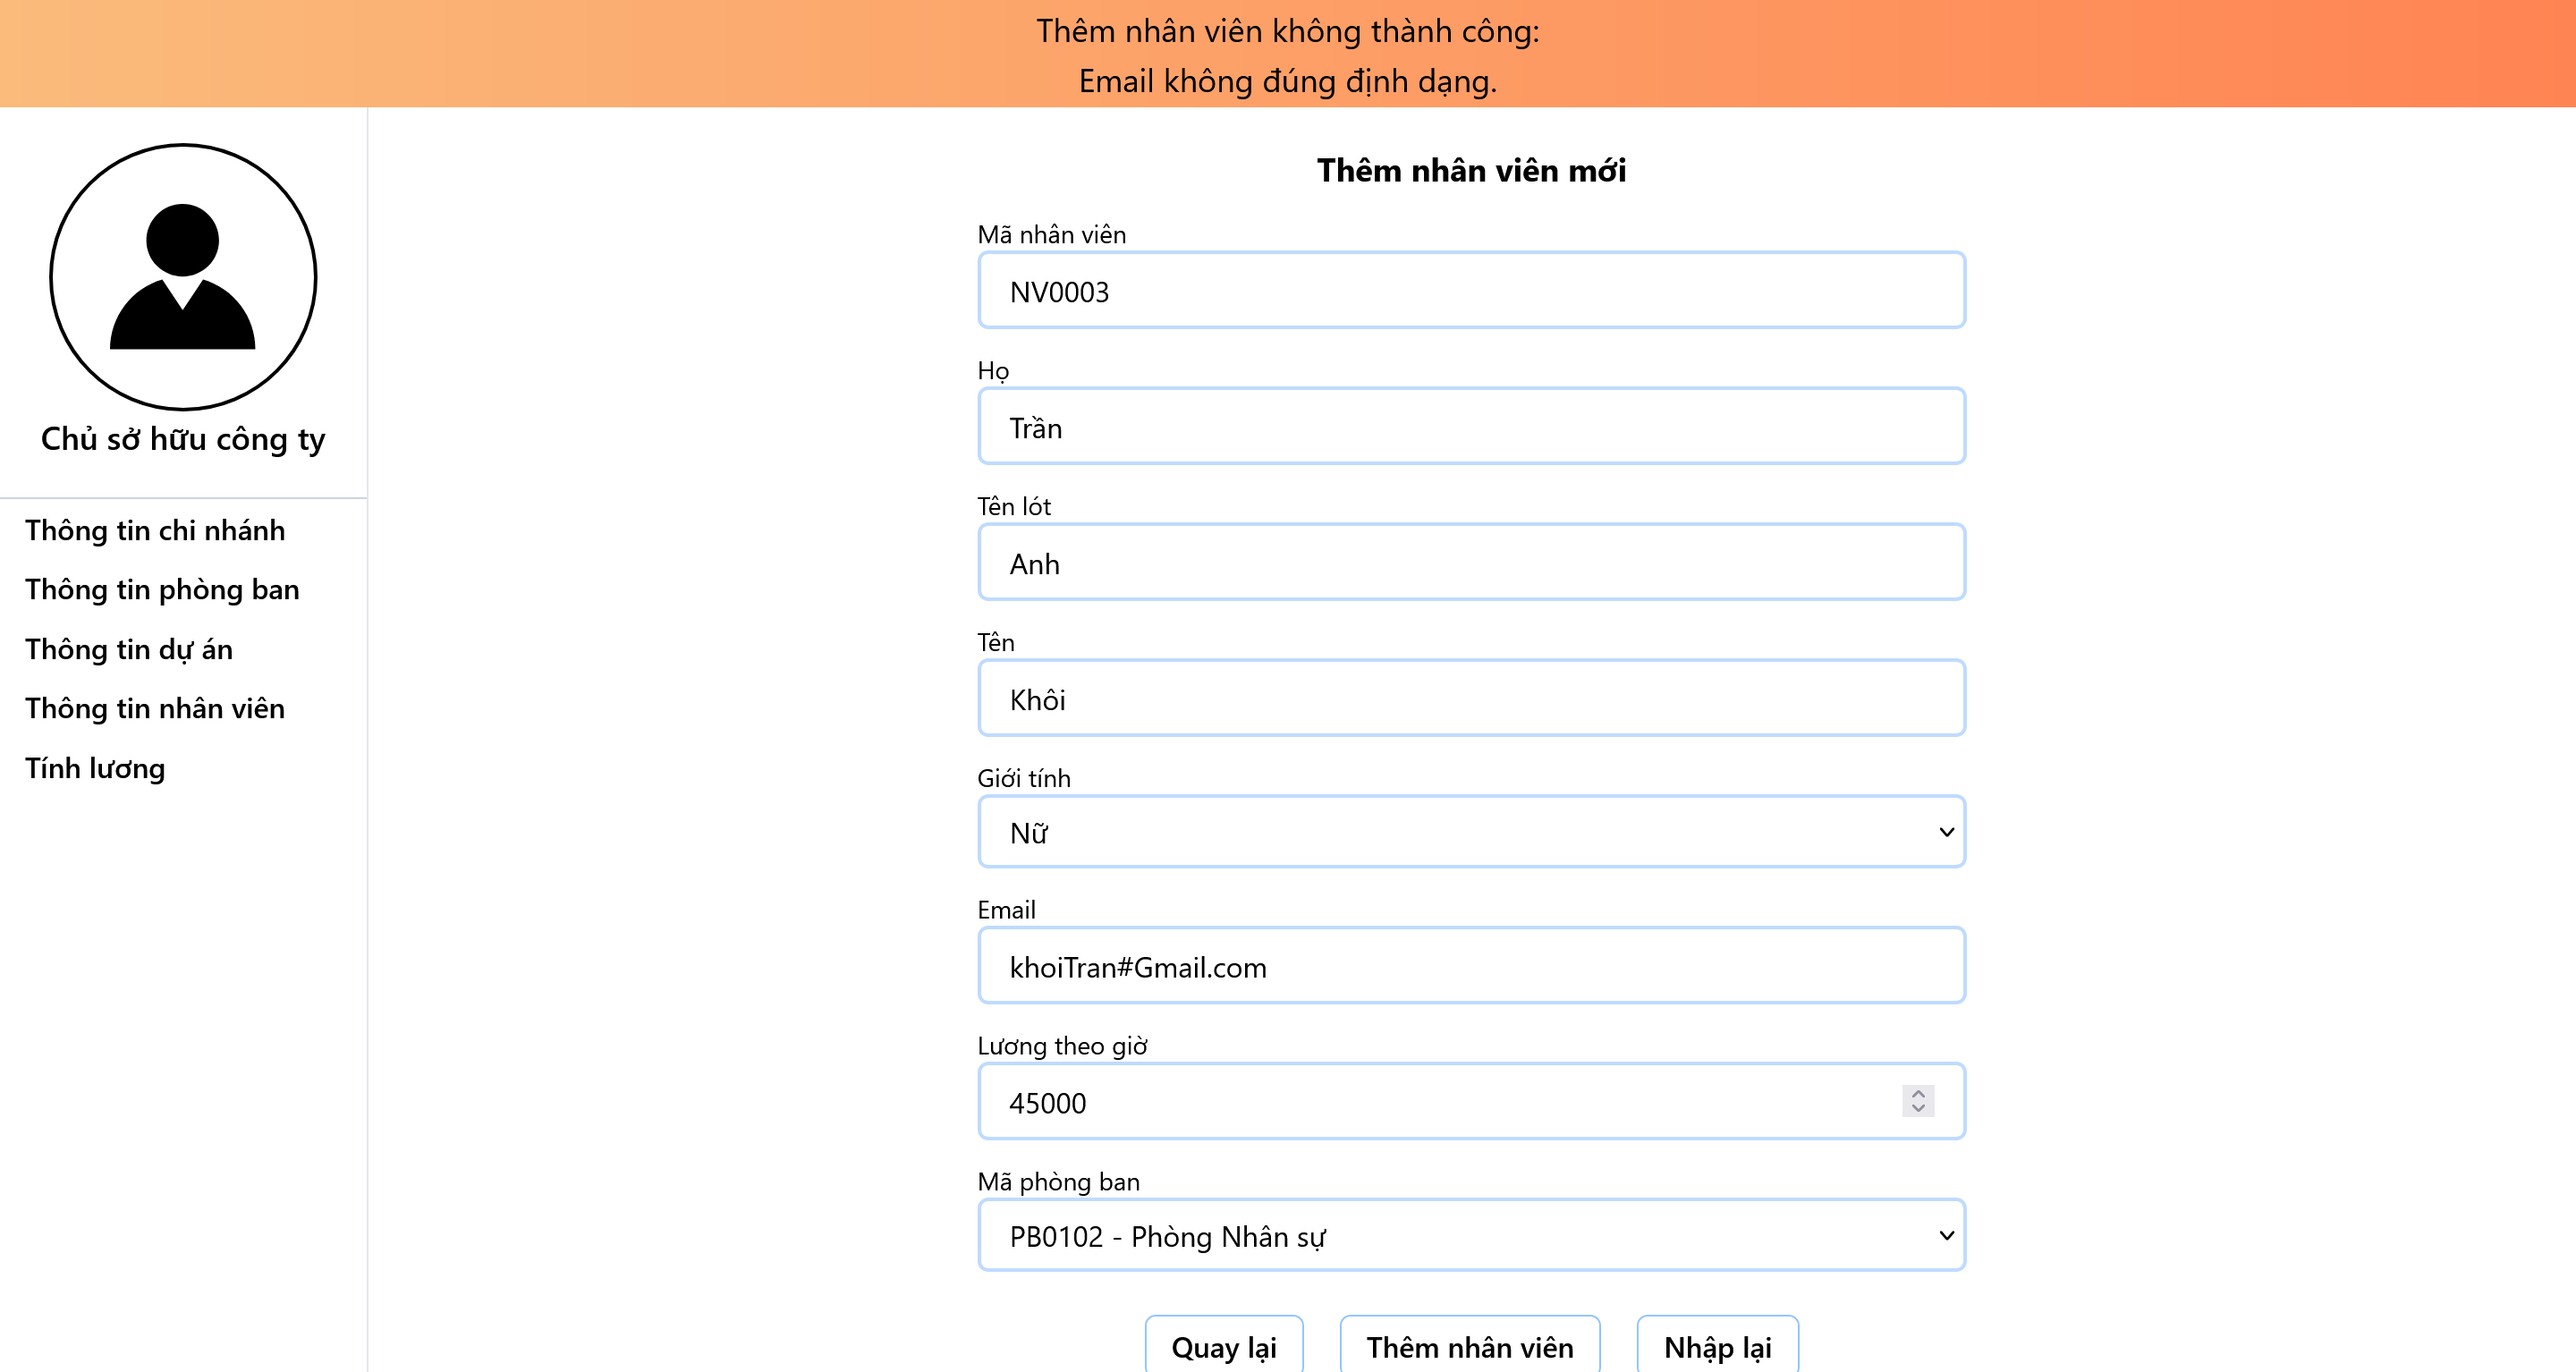 Thêm nhân viên không thành công:
Email không đúng định dạng.
Chủ sở hữu công ty
Thông tin chi nhánh
Thông tin phòng ban
Thông tin dự án
Thông tin nhân viên
Tính lương
Thêm nhân viên mới
Mã nhân viên
NV0003
Họ
Trần
Tên lót
Anh
Tên
Khôi
Giới tính
Nữ
Email
khoiTran#Gmail.com
Lương theo giờ
45000
Mã phòng ban
PB0102 - Phòng Nhân sự
Quay lại
Thêm nhân viên
Nhập lại